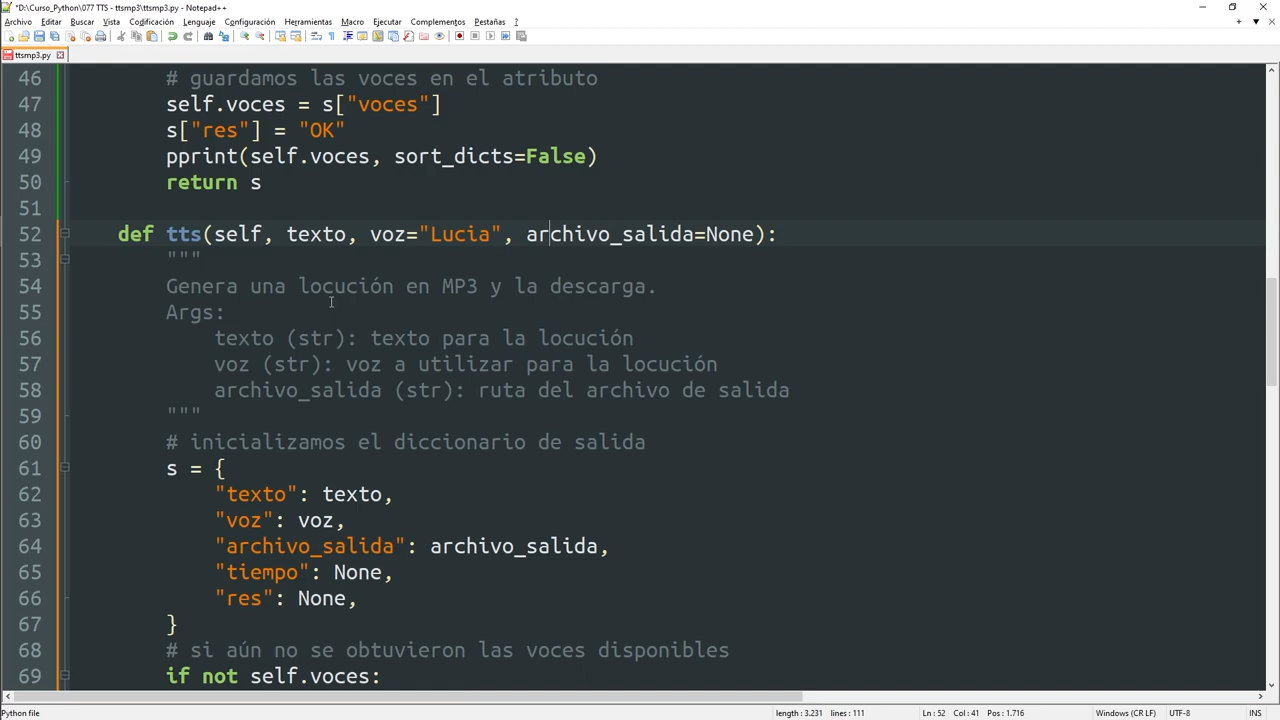 *D:\Curso_Python\077 TTS - ttsmp3\ttsmp3.py - Notepad++
Archivo Editar Buscar Vista Codificación Lenguaje Configuración Herramientas Macro Ejecutar Complementos Pestañas ?
ttsmp3.py
46 # guardamos las voces en el atributo
47 self.voces = s["voces"]
48 s["res"] = "OK"
49 pprint(self.voces, sort_dicts=False)
50 return s
51
52 def tts(self, texto, voz="Lucia", archivo_salida=None):
53 """
54 Genera una locución en MP3 y la descarga.
55 Args:
56 texto (str): texto para la locución
57 voz (str): voz a utilizar para la locución
58 archivo_salida (str): ruta del archivo de salida
59 """
60 # inicializamos el diccionario de salida
61 s = {
62 "texto": texto,
63 "voz": voz,
64 "archivo_salida": archivo_salida,
65 "tiempo": None,
66 "res": None,
67 }
68 # si aún no se obtuvieron las voces disponibles
69 if not self.voces:
Python file length : 3.231 lines : 111 Ln : 52 Col : 41 Pos : 1.716 Windows (CR LF) UTF-8 INS